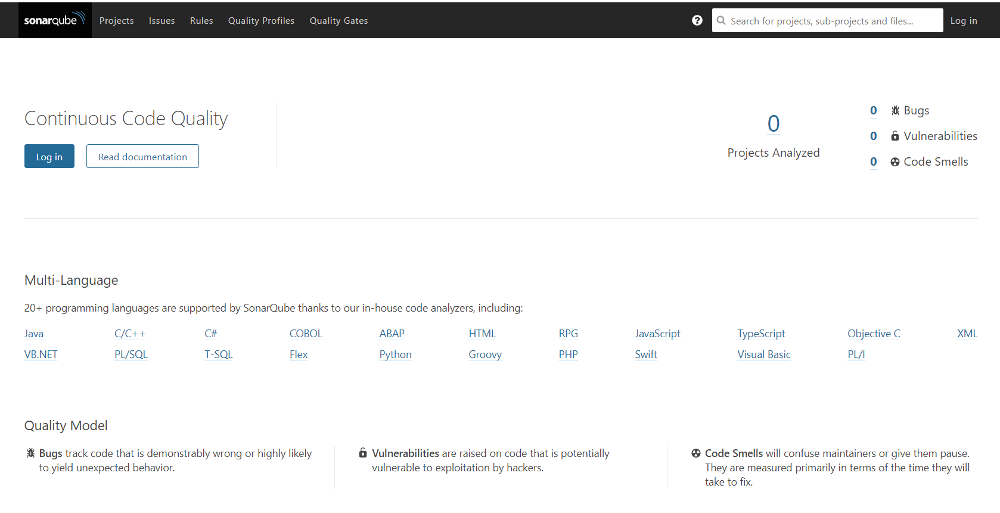 sonarqube Projects Issues Rules Quality Profiles Quality Gates ? Search for projects, sub-projects and files... Log in
Continuous Code Quality
Log in Read documentation
0
Projects Analyzed
0 Bugs
0 Vulnerabilities
0 Code Smells
Multi-Language
20+ programming languages are supported by SonarQube thanks to our in-house code analyzers, including:
Java C/C++ C# COBOL ABAP HTML RPG JavaScript TypeScript Objective C XML
VB.NET PL/SQL T-SQL Flex Python Groovy PHP Swift Visual Basic PL/I
Quality Model
Bugs track code that is demonstrably wrong or highly likely
to yield unexpected behavior.
Vulnerabilities are raised on code that is potentially
vulnerable to exploitation by hackers.
Code Smells will confuse maintainers or give them pause.
They are measured primarily in terms of the time they will
take to fix.